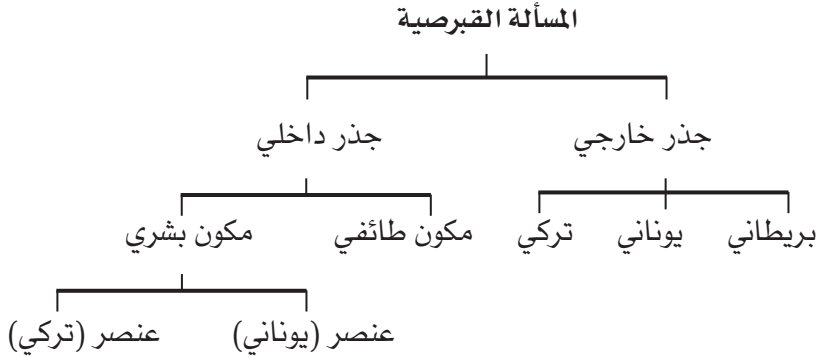 المسألة القبرصية
جذر خارجي جذر داخلي
بريطاني يوناني تركي مكون طائفي مكون بشري
عنصر (يوناني) عنصر (تركي)